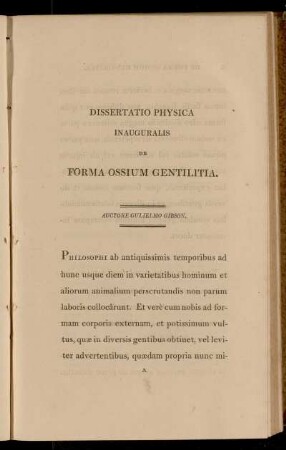 DISSERTATIO PHYSICA
INAUGURALIS
DE
FORMA OSSIUM GENTILITIA.
AUCTORE GULIELMO GIBSON.
PHILOSOPHI ab antiquissimis temporibus ad
hunc usque diem in varietatibus hominum et
aliorum animalium perscrutandis non parum
laboris collocârunt. Et verè cum nobis ad for-
mam corporis externam, et potissimum vul-
tus, quæ in diversis gentibus obtinet, vel levi-
ter advertentibus, quædam propria nunc mi-